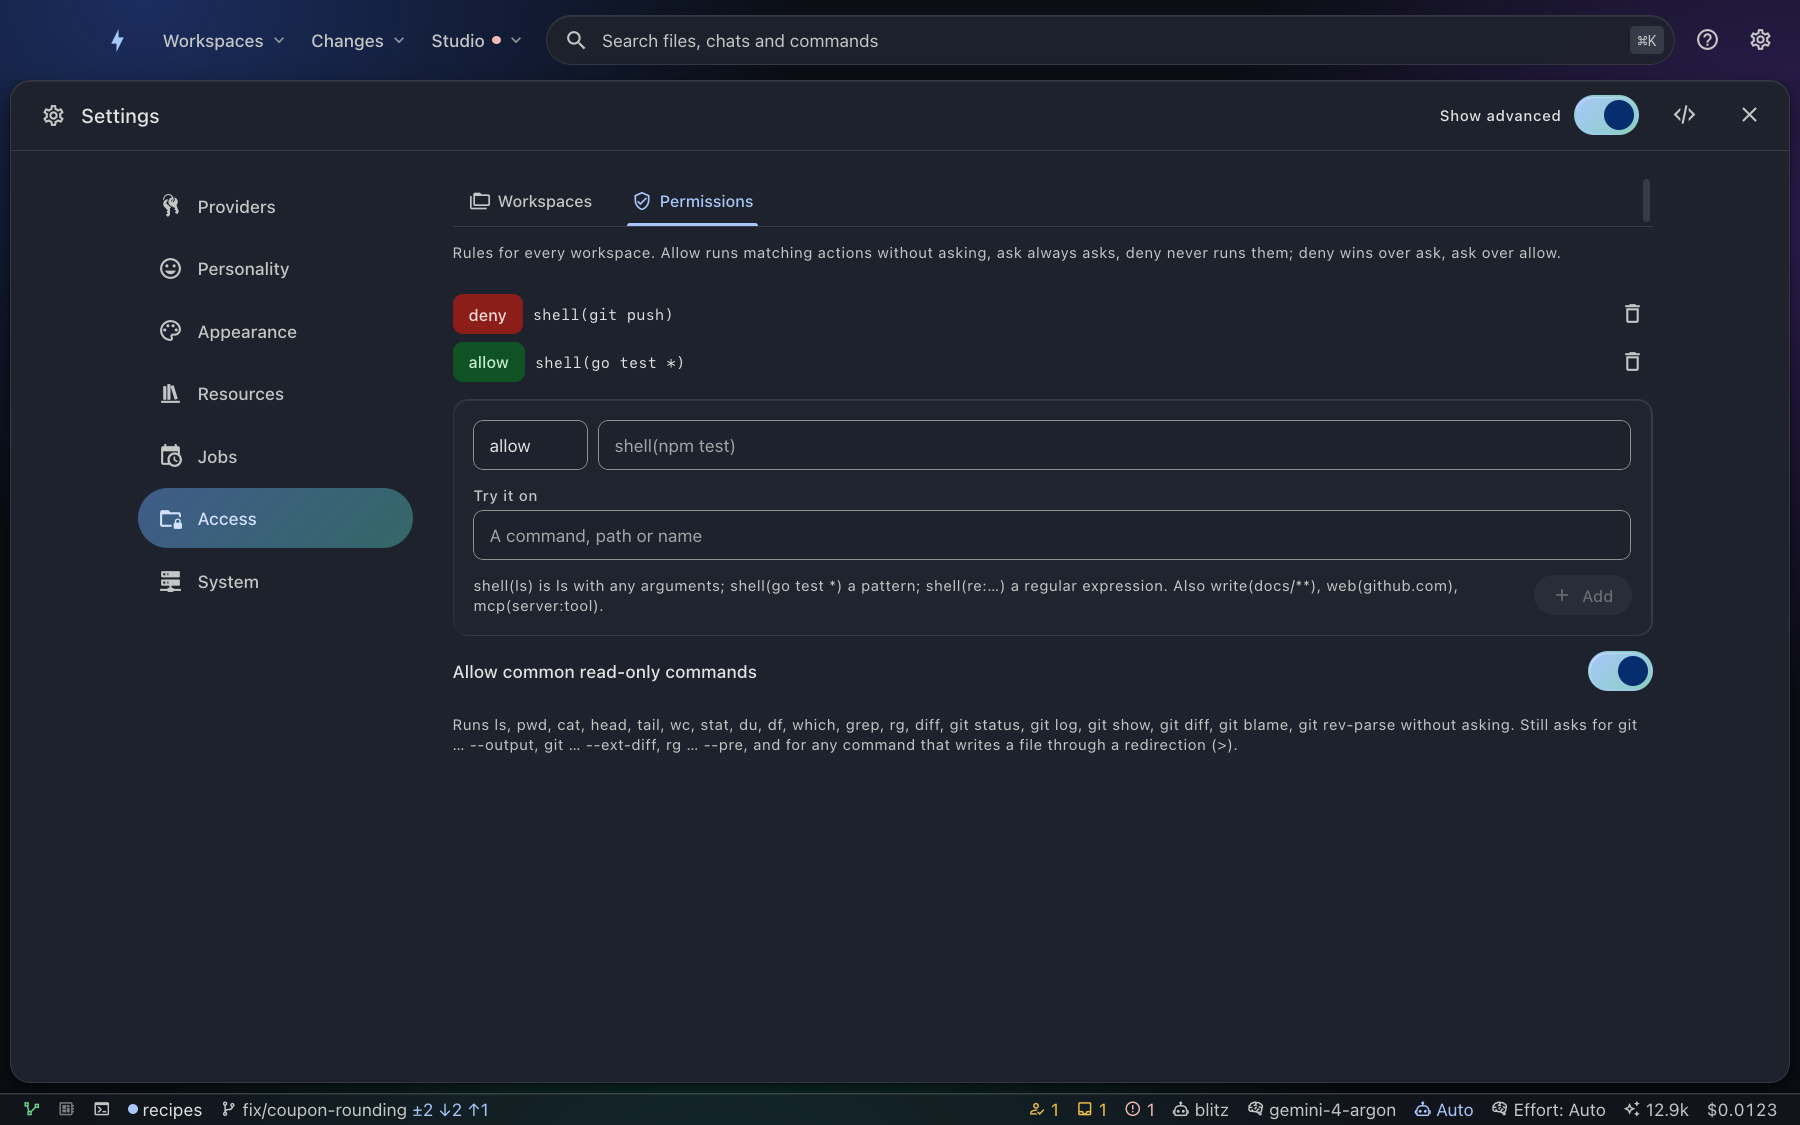 Workspaces
Changes
Studio
Search files, chats and commands
⌘K
Settings
Show advanced
Providers
Personality
Appearance
Resources
Jobs
Access
System
Workspaces
Permissions
Rules for every workspace. Allow runs matching actions without asking, ask always asks, deny never runs them; deny wins over ask, ask over allow.
deny shell(git push)
allow shell(go test *)
allow
shell(npm test)
Try it on
A command, path or name
shell(ls) is ls with any arguments; shell(go test *) a pattern; shell(re:…) a regular expression. Also write(docs/**), web(github.com),
mcp(server:tool).
+ Add
Allow common read-only commands
Runs ls, pwd, cat, head, tail, wc, stat, du, df, which, grep, rg, diff, git status, git log, git show, git diff, git blame, git rev-parse without asking. Still asks for git
… --output, git … --ext-diff, rg … --pre, and for any command that writes a file through a redirection (>).
recipes fix/coupon-rounding ±2 ↓2 ↑1
1 1 1 blitz gemini-4-argon Auto Effort: Auto 12.9k $0.0123